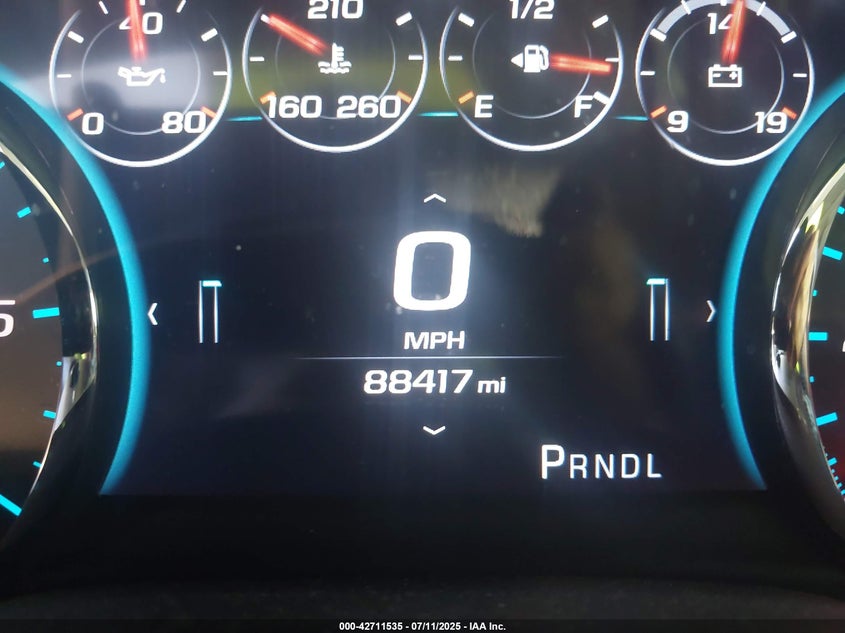 40 210 1/2 14
0 80 160 260 E F 9 19
0
5
MPH
88417 mi
PRNDL
000-42711535 - 07/11/2025 - IAA Inc.